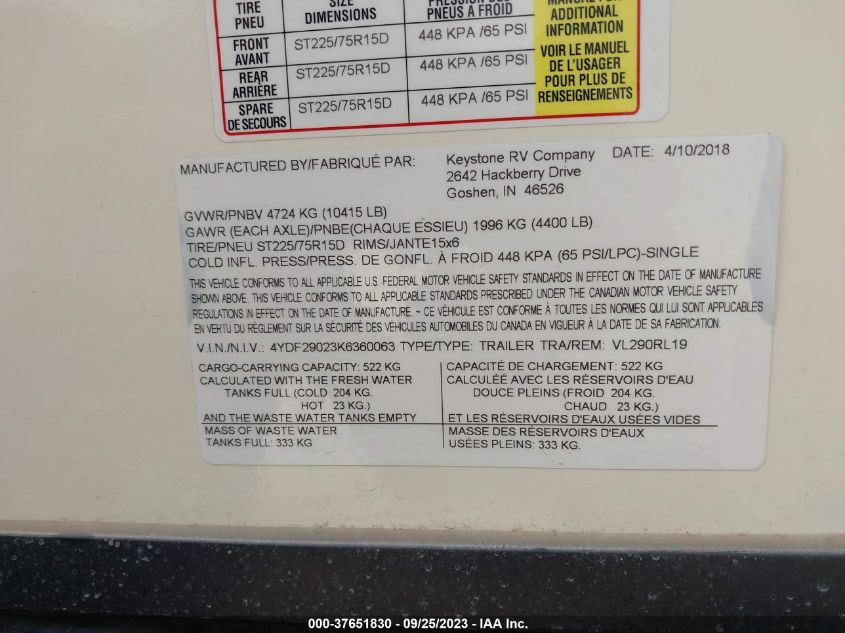 TIRE SIZE PRESSION DES MANUAL FOR
PNEU DIMENSIONS PNEUS A FROID ADDITIONAL
INFORMATION
FRONT ST225/75R15D 448 KPA /65 PSI
AVANT
REAR ST225/75R15D 448 KPA /65 PSI
ARRIÈRE
SPARE ST225/75R15D 448 KPA /65 PSI
DE SECOURS
VOIR LE MANUEL
DE L'USAGER
POUR PLUS DE
RENSEIGNEMENTS
MANUFACTURED BY/FABRIQUÉ PAR: Keystone RV Company DATE: 4/10/2018
2642 Hackberry Drive
Goshen, IN 46526
GVWR/PNBV 4724 KG (10415 LB)
GAWR (EACH AXLE)/PNBE(CHAQUE ESSIEU) 1996 KG (4400 LB)
TIRE/PNEU ST225/75R15D RIMS/JANTE15x6
COLD INFL. PRESS/PRESS. DE GONFL. À FROID 448 KPA (65 PSI/LPC)-SINGLE
THIS VEHICLE CONFORMS TO ALL APPLICABLE U.S. FEDERAL MOTOR VEHICLE SAFETY STANDARDS IN EFFECT ON THE DATE OF MANUFACTURE
SHOWN ABOVE. THIS VEHICLE CONFORMS TO ALL APPLICABLE STANDARDS PRESCRIBED UNDER THE CANADIAN MOTOR VEHICLE SAFETY
REGULATIONS IN EFFECT ON THE DATE OF MANUFACTURE. ~ CE VÉHICULE EST CONFORME À TOUTES LES NORMES QUI LUI SONT APPLICABLES
EN VERTU DU RÉGLEMENT SUR LA SÉCURITÉ DES VÉHICULES AUTOMOBILES DU CANADA EN VIGUEUR À LA DATE DE SA FABRICATION.
V.I.N./N.I.V.: 4YDF29023K6360063 TYPE/TYPE: TRAILER TRA/REM: VL290RL19
CARGO-CARRYING CAPACITY: 522 KG
CALCULATED WITH THE FRESH WATER
TANKS FULL (COLD 204 KG.
HOT 23 KG.)
AND THE WASTE WATER TANKS EMPTY
MASS OF WASTE WATER
TANKS FULL: 333 KG
CAPACITÉ DE CHARGEMENT: 522 KG
CALCULÉE AVEC LES RÉSERVOIRS D'EAU
DOUCE PLEINS (FROID 204 KG.
CHAUD 23 KG.)
ET LES RÉSERVOIRS D'EAUX USÉES VIDES
MASSE DES RÉSERVOIRS D'EAUX
USÉES PLEINS: 333 KG.
000-37651830 - 09/25/2023 - IAA Inc.